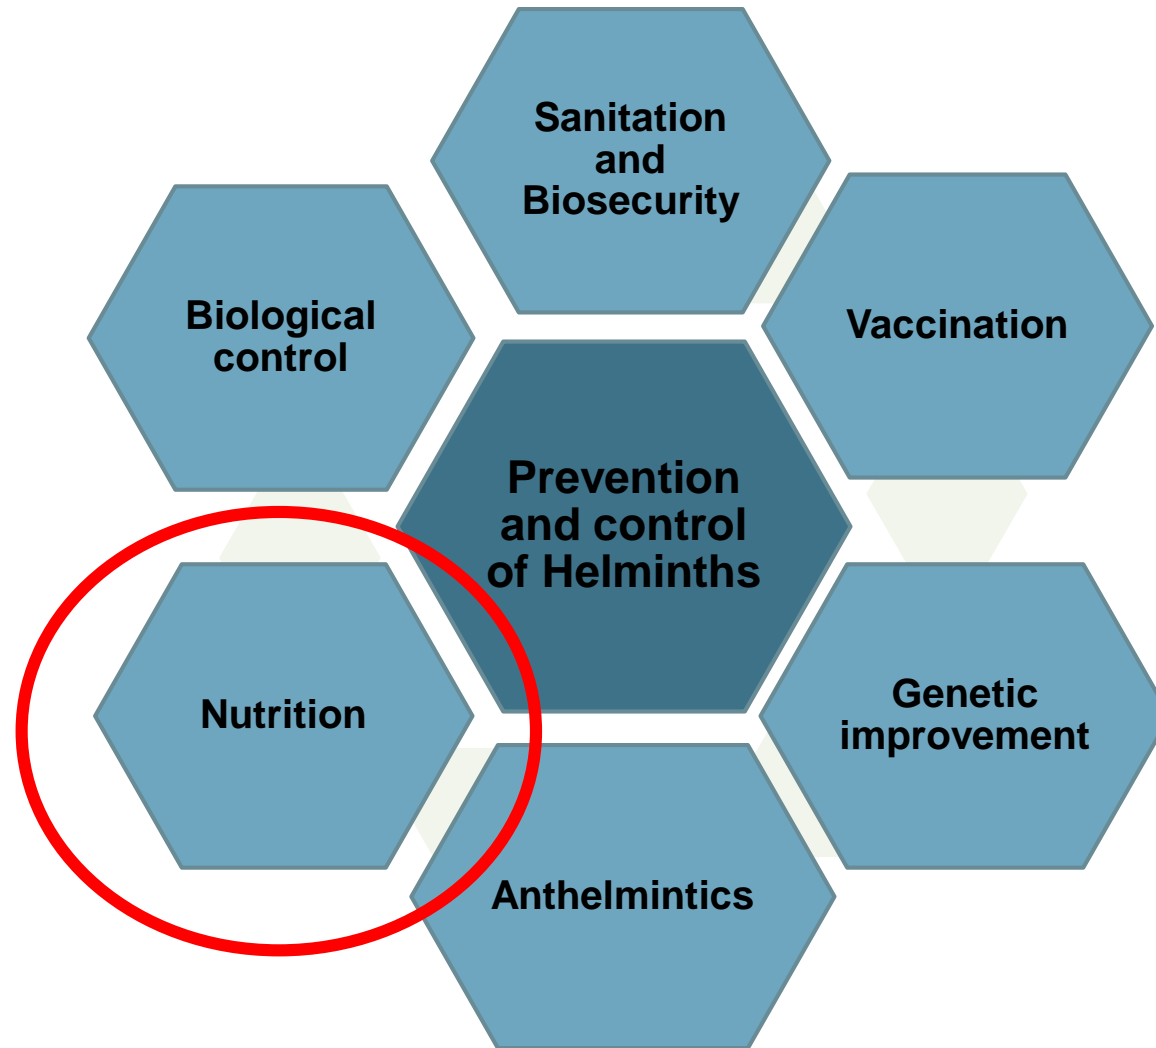 Sanitation
and
Biosecurity
Vaccination
Biological
control
Prevention
and control
of Helminths
Nutrition
Genetic
improvement
Anthelmintics